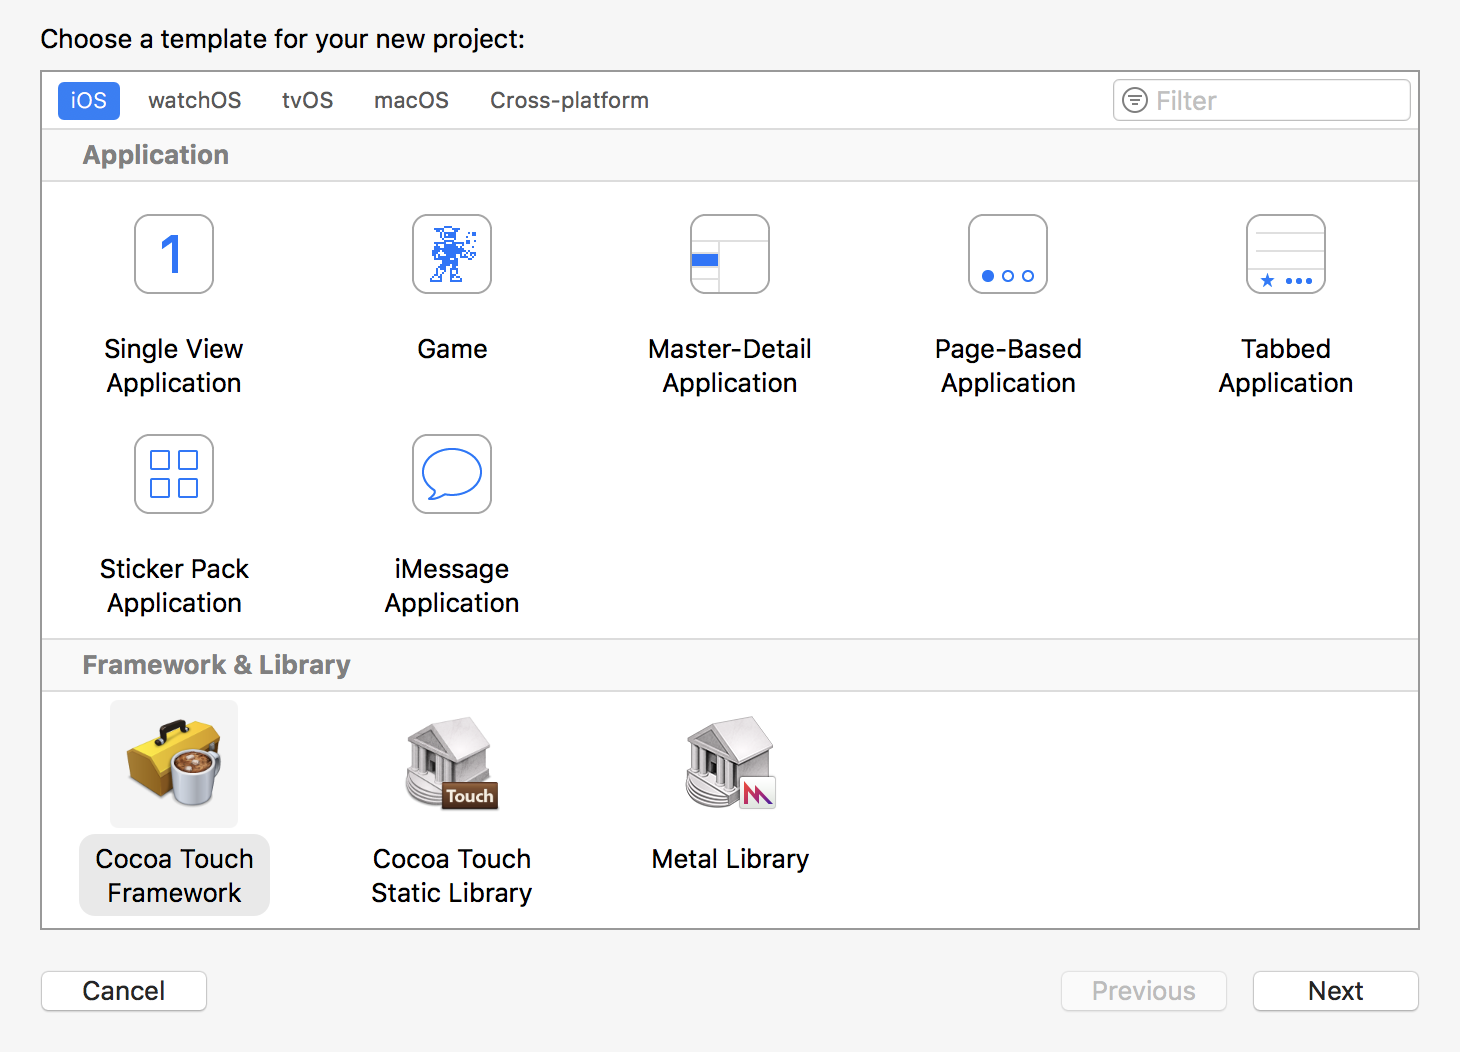 Choose a template for your new project:
iOS watchOS tvOS macOS Cross-platform Filter
Application
1
Single View Application
Game
Master-Detail Application
Page-Based Application
Tabbed Application
Sticker Pack Application
iMessage Application
Framework & Library
Touch
Cocoa Touch Framework
Cocoa Touch Static Library
Metal Library
Cancel Previous Next